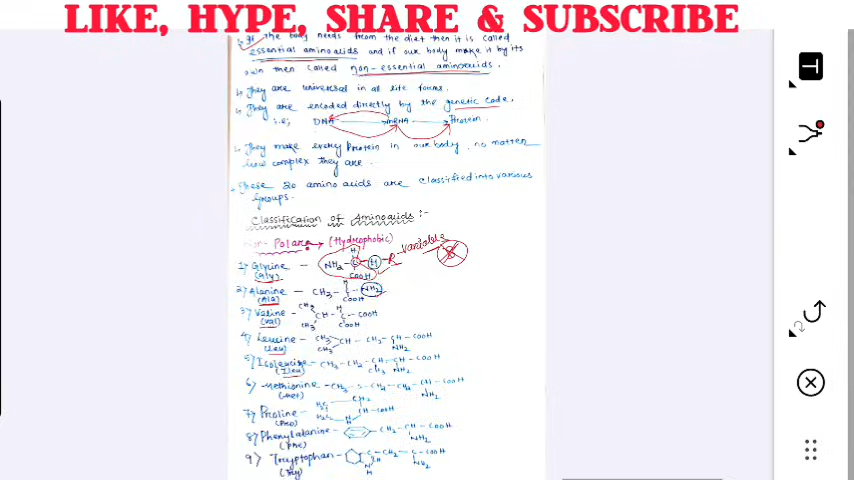 LIKE, HYPE, SHARE & SUBSCRIBE
If the body needs from the diet then it is called
essential aminoacids and if our body make it by its
own then called non-essential aminoacids.
They are universal in all life forms.
They are encoded directly by the genetic code,
i.e; DNA mRNA Protein
They make every protein in our body, no matter
how complex they are.
These 20 amino acids are classified into various
groups.
Classification of Aminoacids :-
Polar (Hydrophobic)
variable
1) Glycine - NH2 - C - H R
(Gly) COOH
2) Alanine - CH3 - NH2
(Ala) COOH
3) Valine - CH3 CH - C - COOH
(Val) CH3
4) Leucine - CH3 CH - CH2 - CH - COOH
(Leu) CH3 NH2
5) Isoleucine - CH3 - CH2 - CH - CH - COOH
(Ileu) CH3 NH2
6) Methionine - CH3 - S - CH2 - CH2 - COOH
(Met) NH2
7) Proline - CH - COOH
(Pro)
8) Phenylalanine - CH2 - CH - COOH
(Phe) NH2
9) Tryptophan - C - CH2 - C - COOH
(Try) NH2
H
T